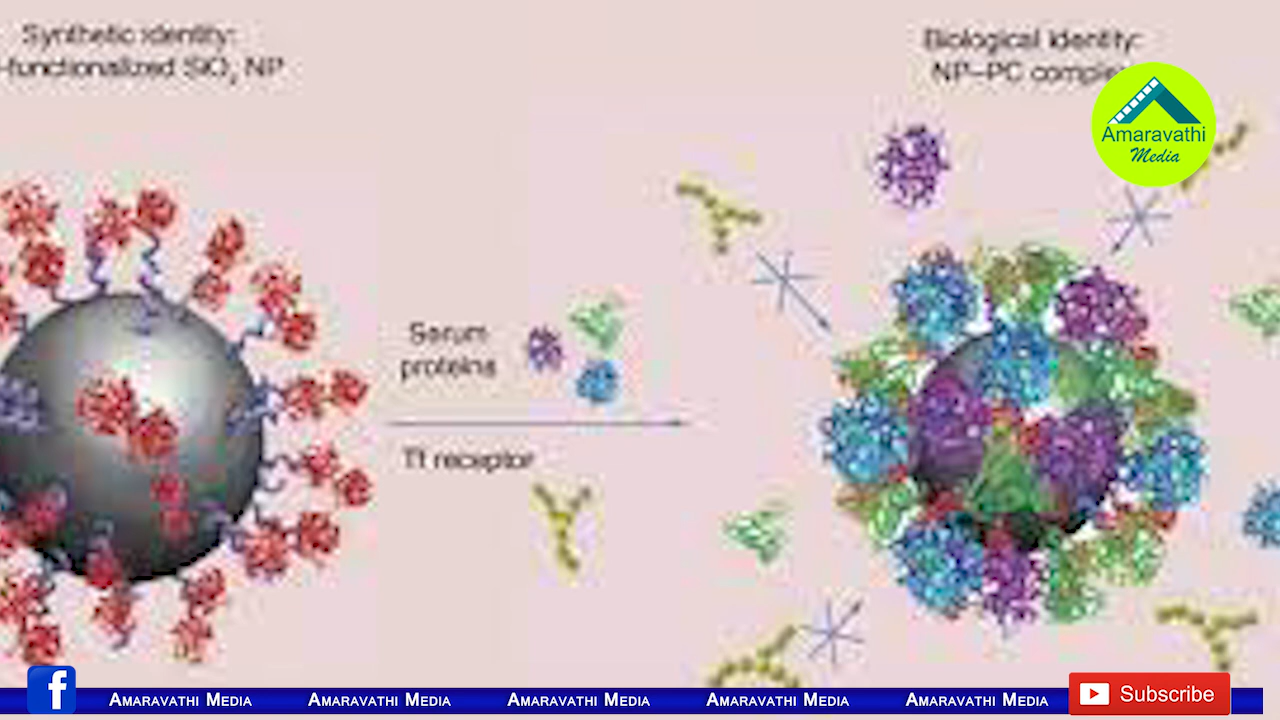 Synthetic identity:
-functionalized SiO₂ NP
Biological identity:
NP–PC comple
Amaravathi
Media
Serum
proteins
Tf receptor
f
Amaravathi Media Amaravathi Media Amaravathi Media Amaravathi Media Amaravathi Media
Subscribe